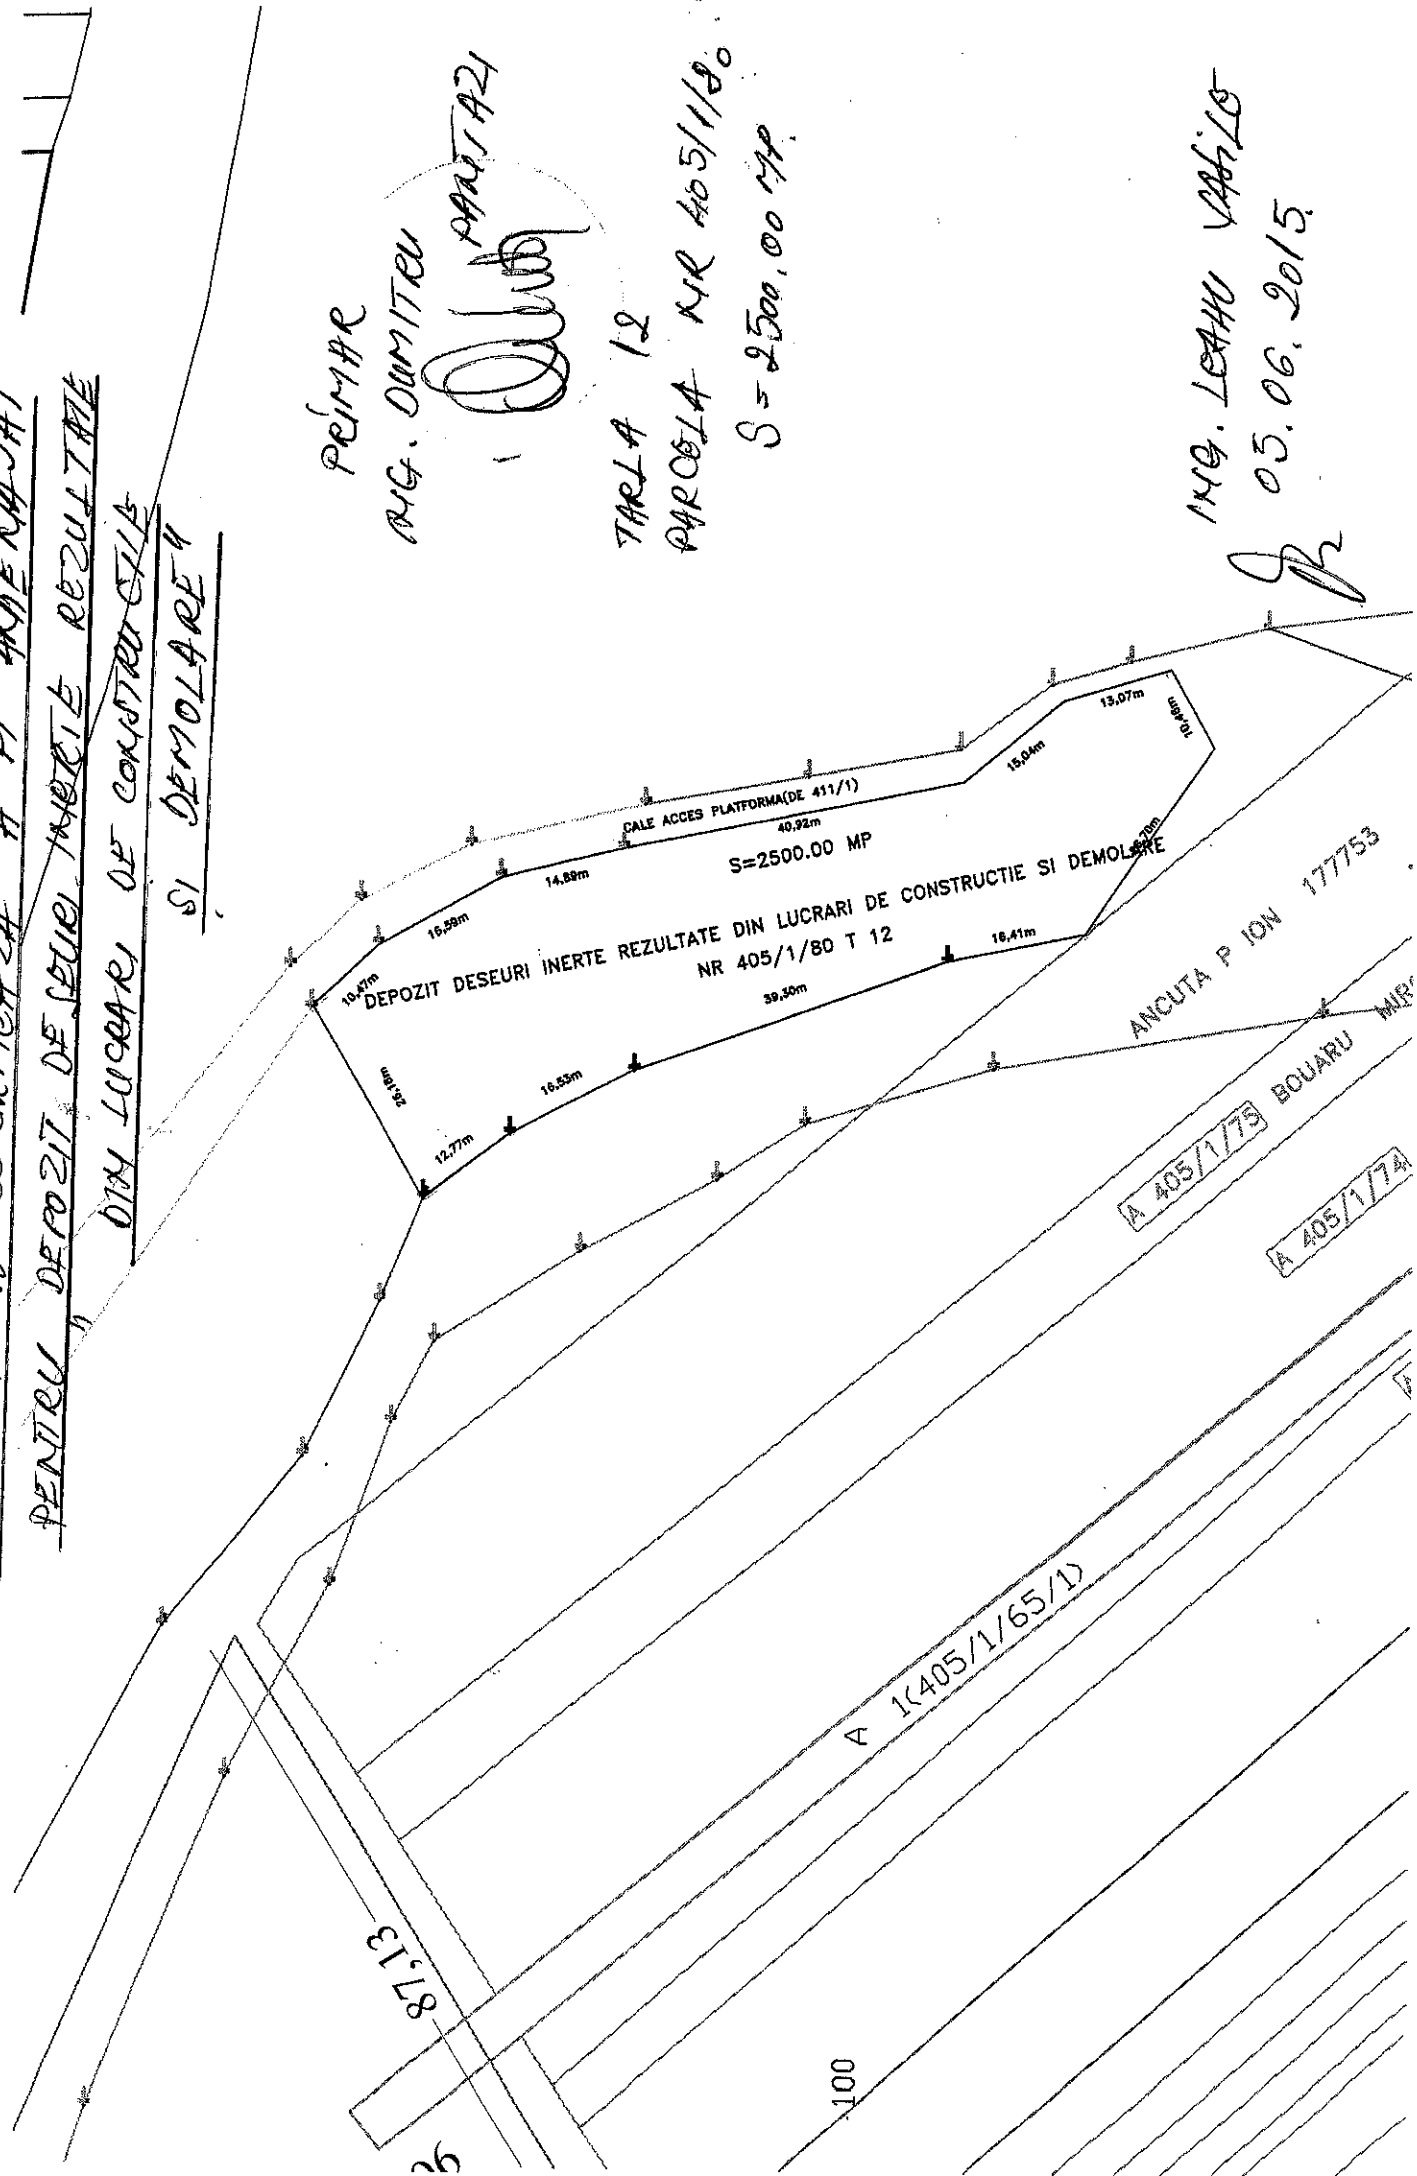 PENTRU DEPOZIT DE DEȘEURI INERTE REZULTATE
DIN LUCRARI DE CONSTRUCTIE
SI DEMOLARE"
PRIMAR
ING. DUMITRU PANTAZI
TARLA 12
PARCELA NR 405/1/80
S = 2500,00 MP.
ING. LEAHU VASILE
05.06.2015
CALE ACCES PLATFORMA(DE 411/1)
10,47m
16,59m
14,89m
40,92m
15,04m
13,07m
10,48m
S=2500.00 MP
DEPOZIT DESEURI INERTE REZULTATE DIN LUCRARI DE CONSTRUCTIE SI DEMOLARE
NR 405/1/80 T 12
26,18m
12,77m
16,53m
39,30m
16,41m
ANCUTA P ION 177753
A 405/1/75 BOUARU
A 405/1/74
A 1(405/1/65/1)
87,13
100